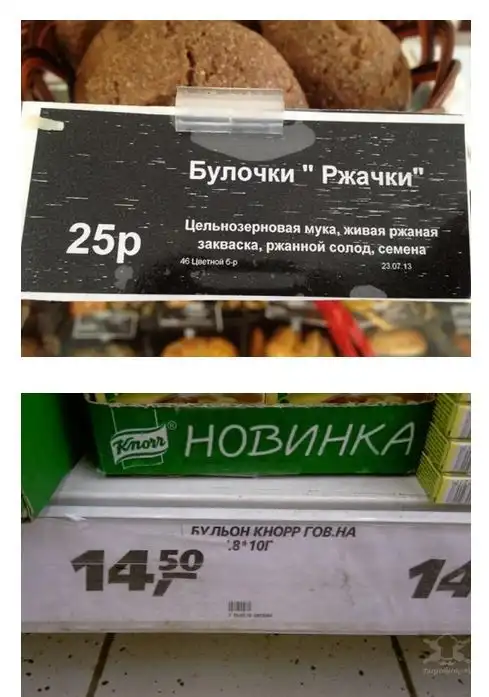 Булочки " Ржачки"
25р
Цельнозерновая мука, живая ржаная
закваска, ржанной солод, семена
46 Цветной б-р
23.07.13
Knorr ® НОВИНКА
БУЛЬОН КНОРР ГОВ.НА
.8*10Г
14,50
14